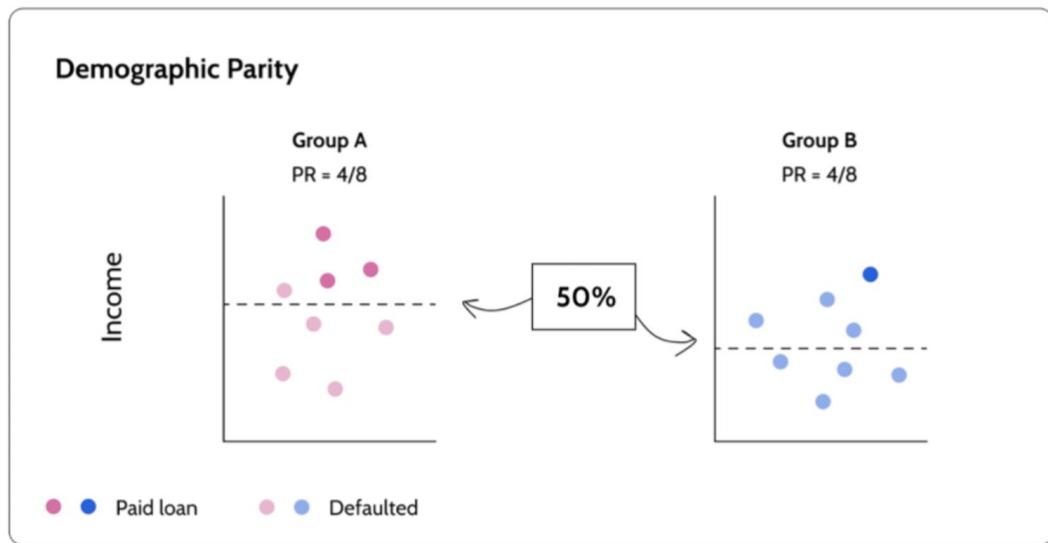 Demographic Parity
Group A
PR = 4/8
Group B
PR = 4/8
Income
50%
Paid loan
Defaulted